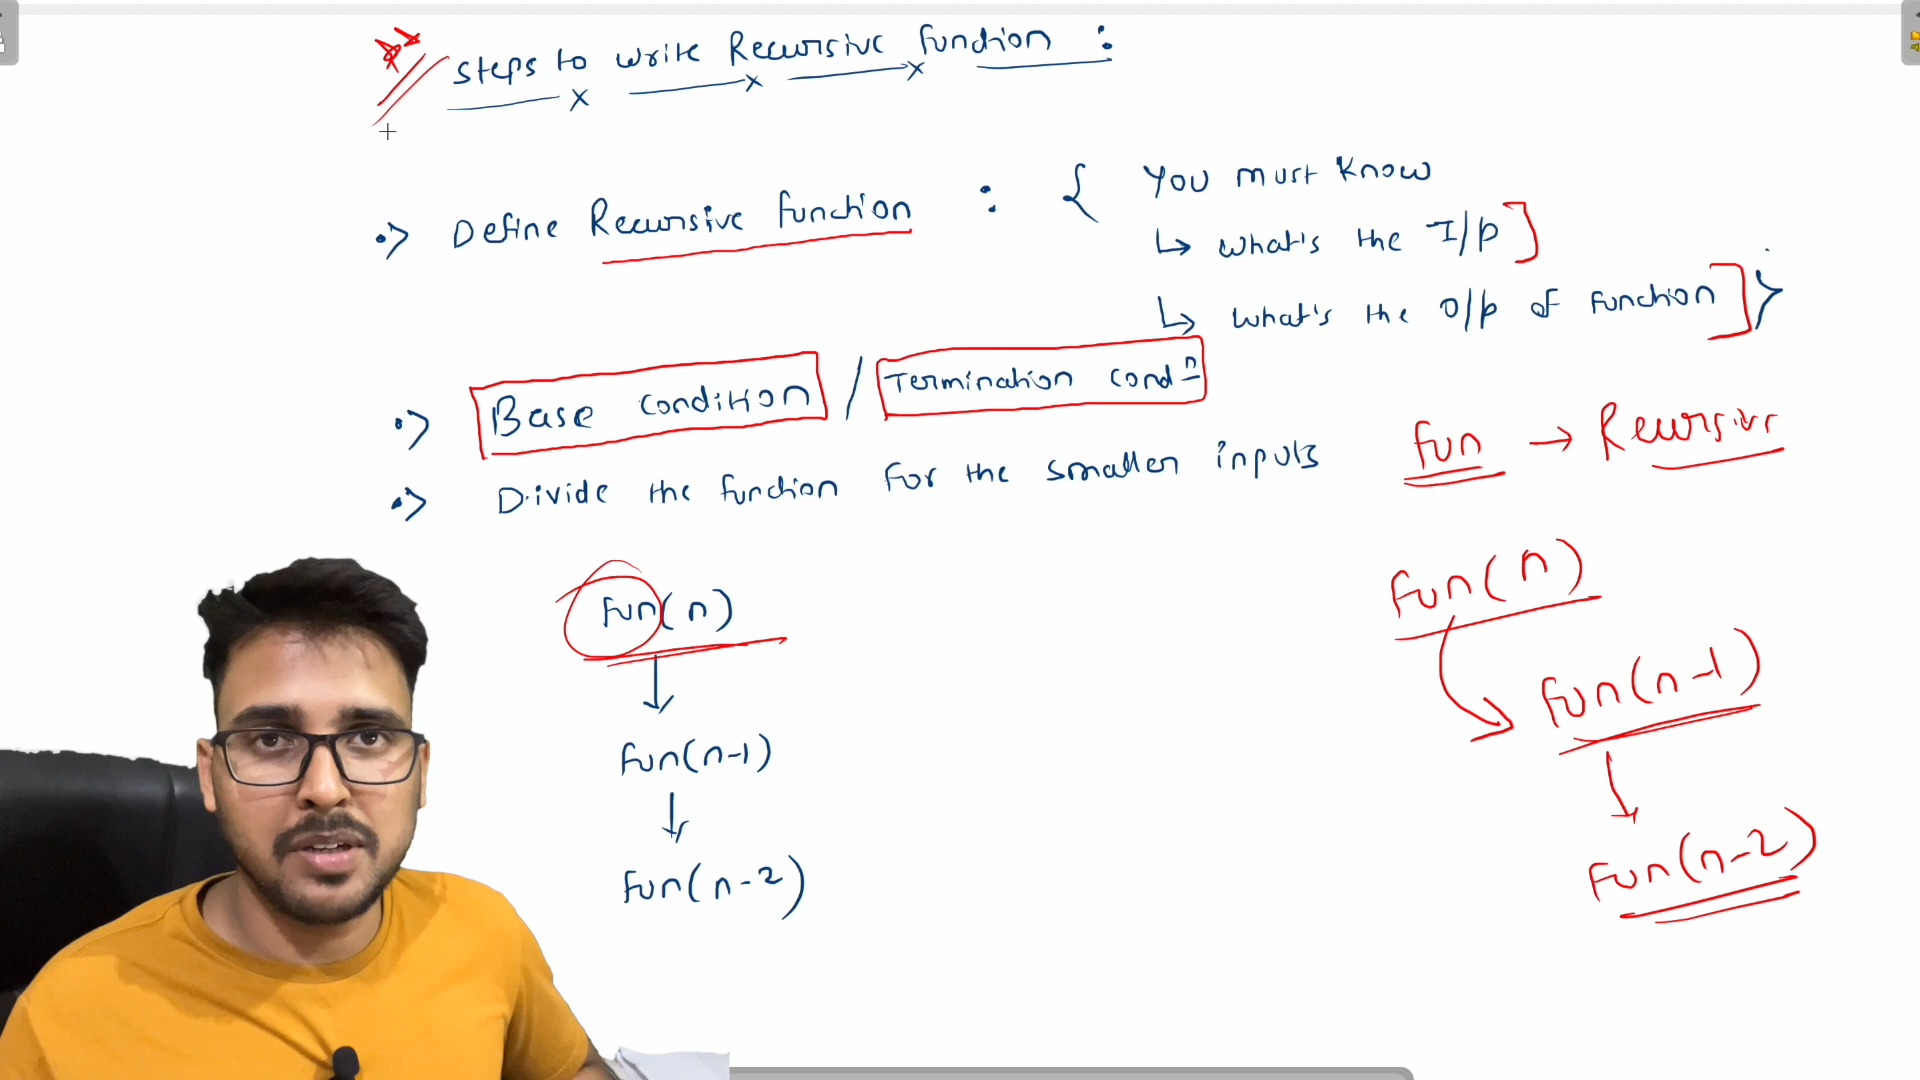 steps to write Recursive function :
•> Define Recursive function : { You must know
↳ what's the I/p ]
↳ what's the o/p of function ] }
•> Base condition / Termination condⁿ
•> Divide the function for the smaller inputs
fun → Recursive
fun(n)
↓
fun(n-1)
↓
fun(n-2)
fun(n)
fun(n-1)
↓
fun(n-2)